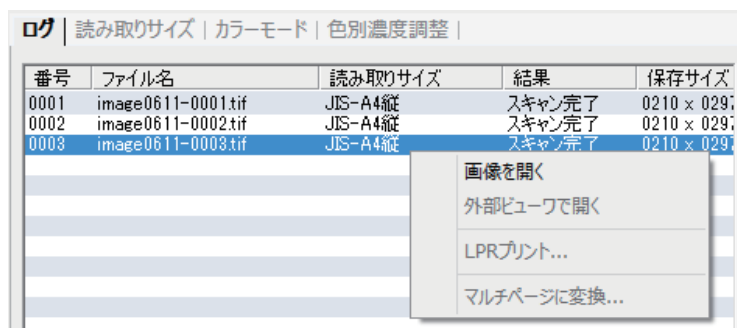 ログ | 読み取りサイズ | カラーモード | 色別濃度調整 |
番号 ファイル名 読み取りサイズ 結果 保存サイズ
0001 image0611-0001.tif JIS-A4縦 スキャン完了 0210 x 0297
0002 image0611-0002.tif JIS-A4縦 スキャン完了 0210 x 0297
0003 image0611-0003.tif JIS-A4縦 スキャン完了 0210 x 0297
画像を開く
外部ビューワで開く
LPRプリント...
マルチページに変換...